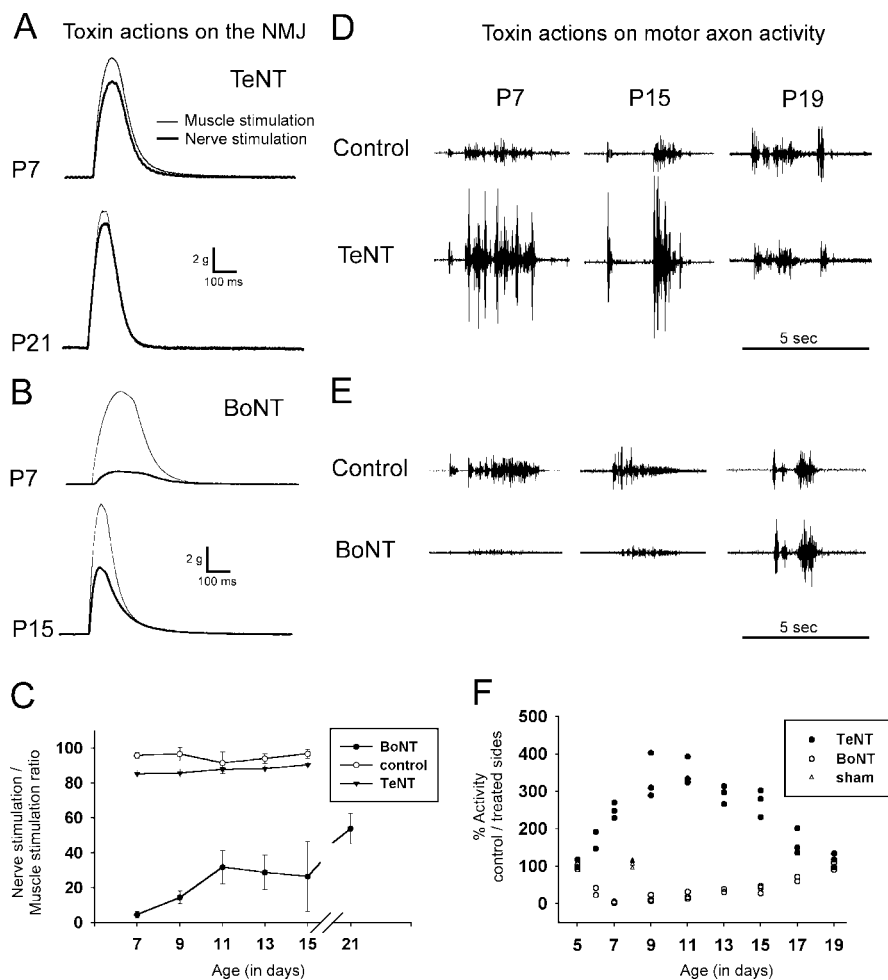 A Toxin actions on the NMJ
TeNT
Muscle stimulation
Nerve stimulation
P7
2 g
100 ms
P21
B
BoNT
P7
2 g
100 ms
P15
C
Nerve stimulation /
Muscle stimulation ratio
100
80
60
40
20
0
7 9 11 13 15 21
Age (in days)
BoNT
control
TeNT
D Toxin actions on motor axon activity
P7 P15 P19
Control
TeNT
5 sec
E
Control
BoNT
5 sec
F
% Activity
control / treated sides
500
400
300
200
100
0
5 7 9 11 13 15 17 19
Age (in days)
TeNT
BoNT
sham